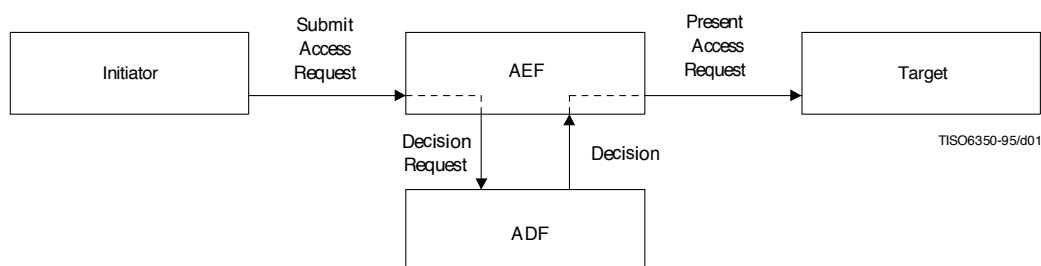 Submit
Access
Request
Present
Access
Request
Initiator
AEF
Target
TISO6350-95/d01
Decision
Request
Decision
ADF